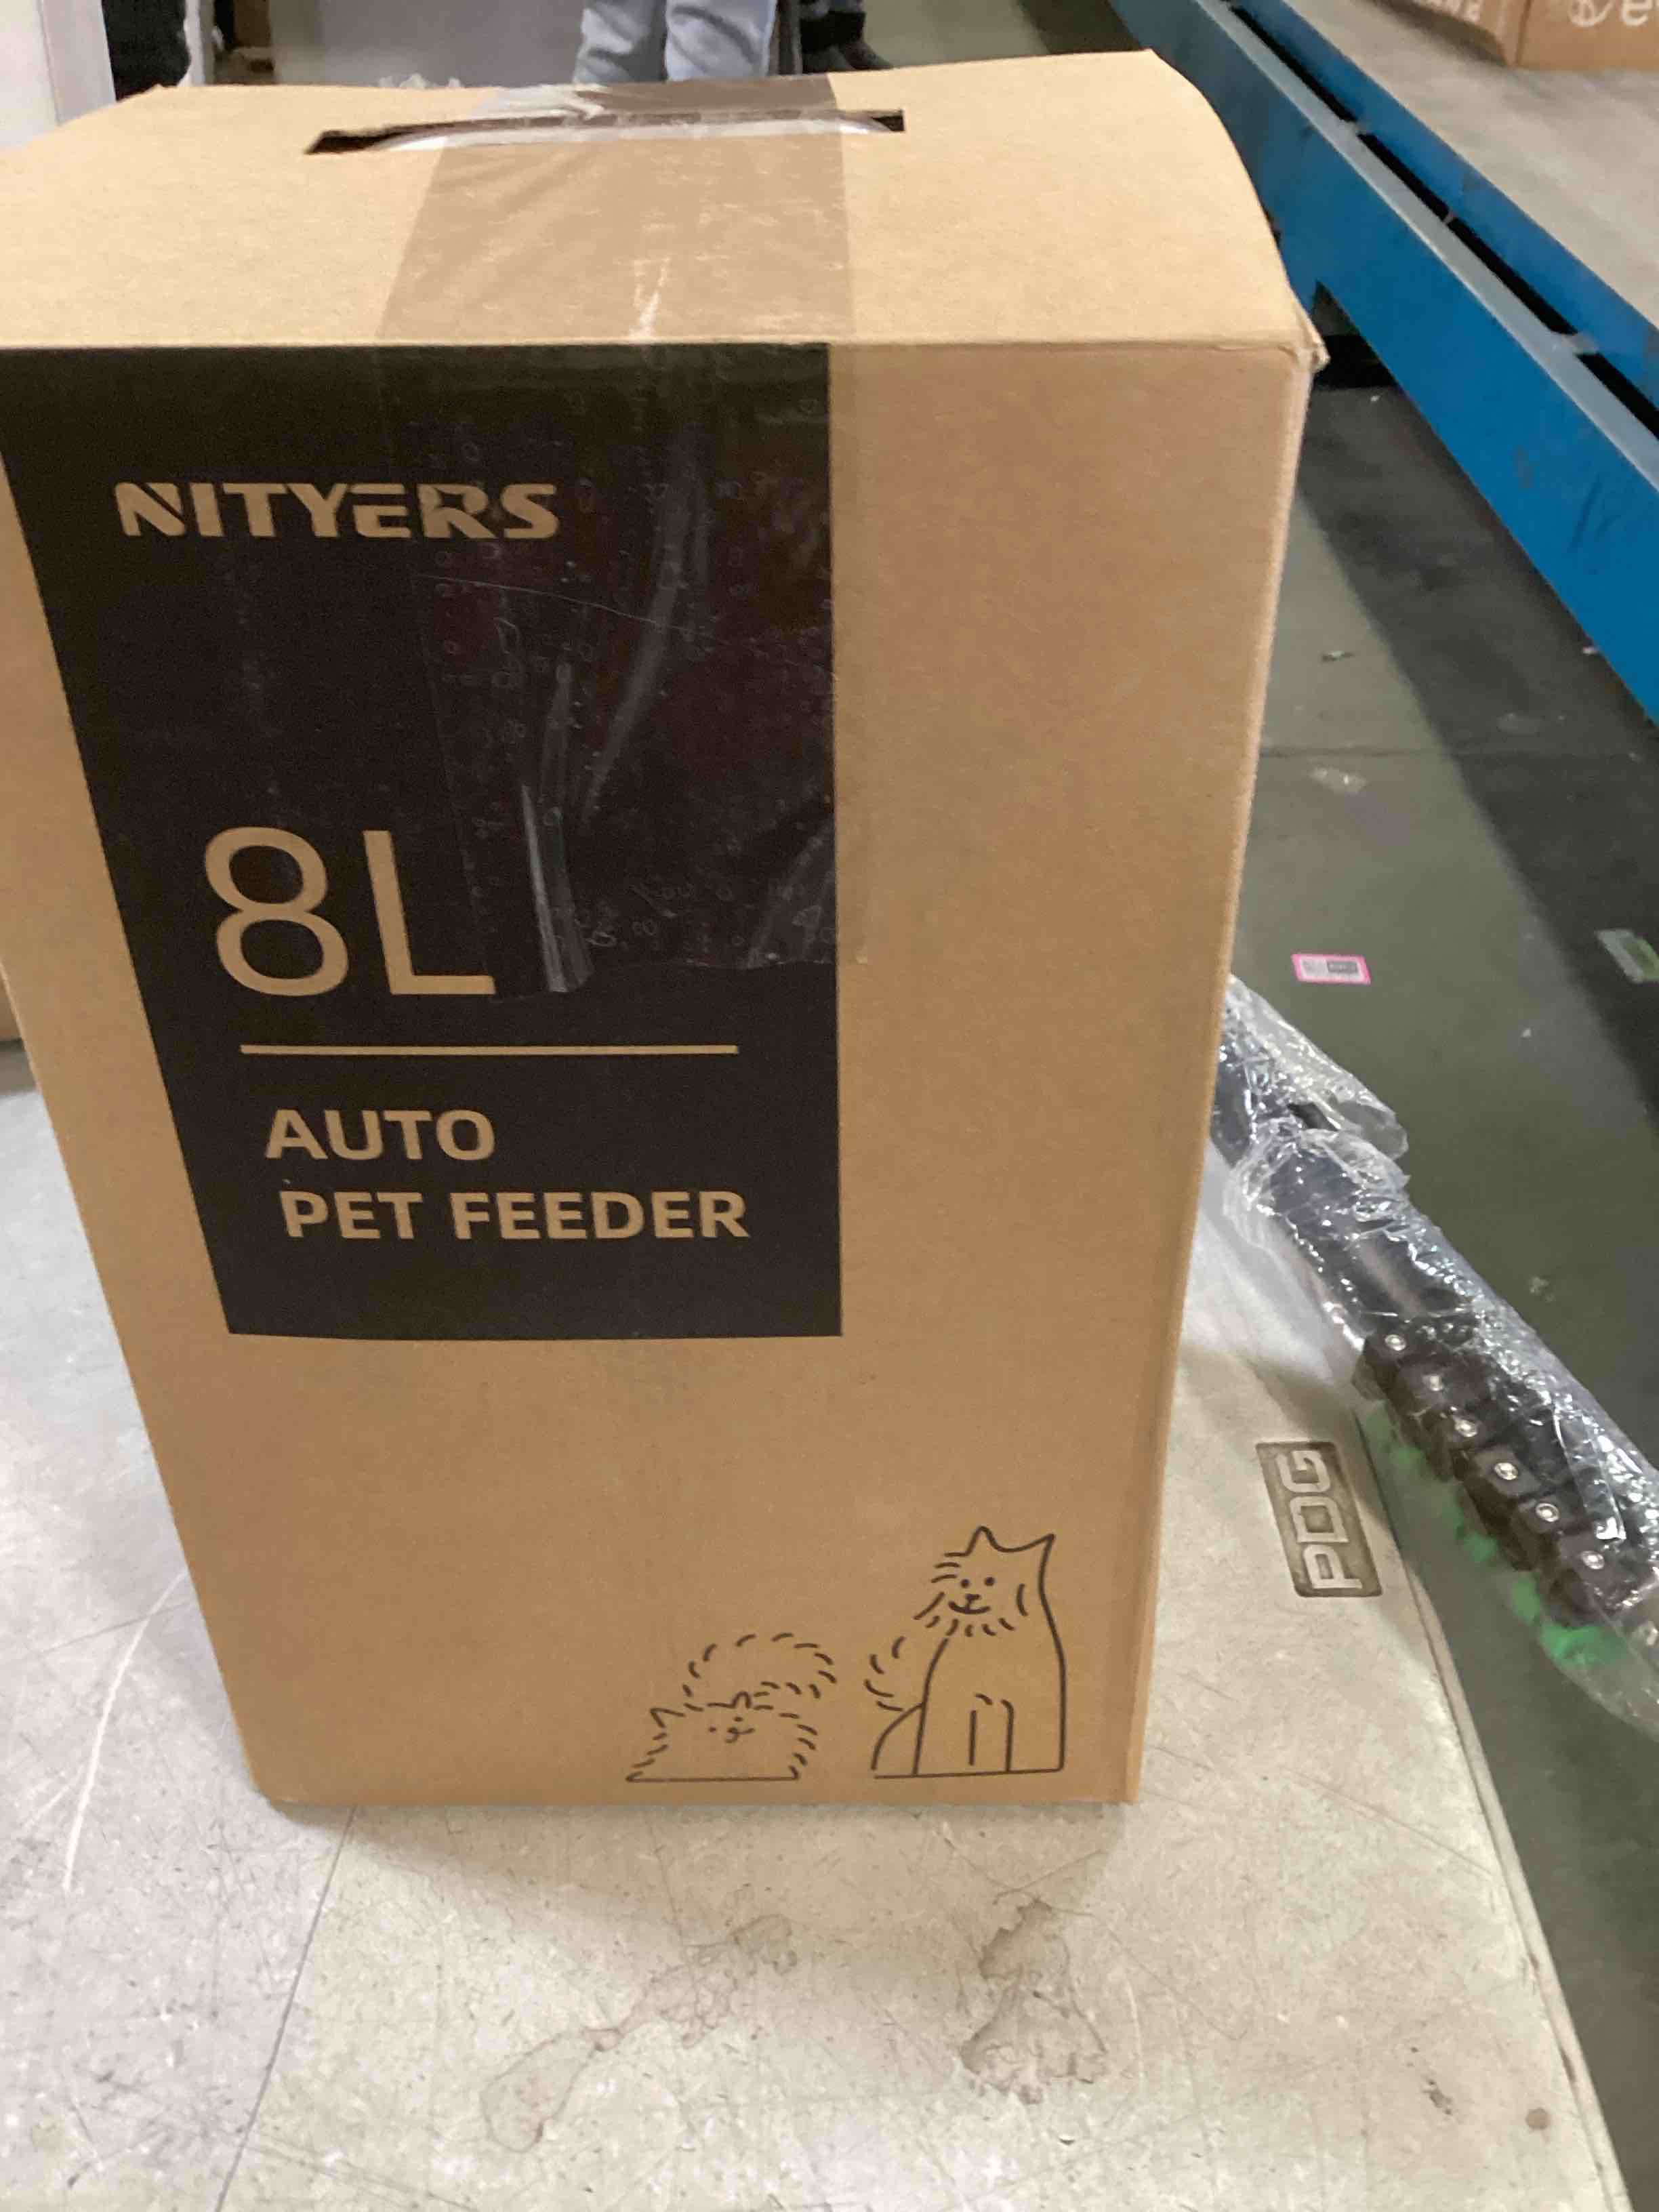 NITYERS
8L
AUTO
PET FEEDER
PDG